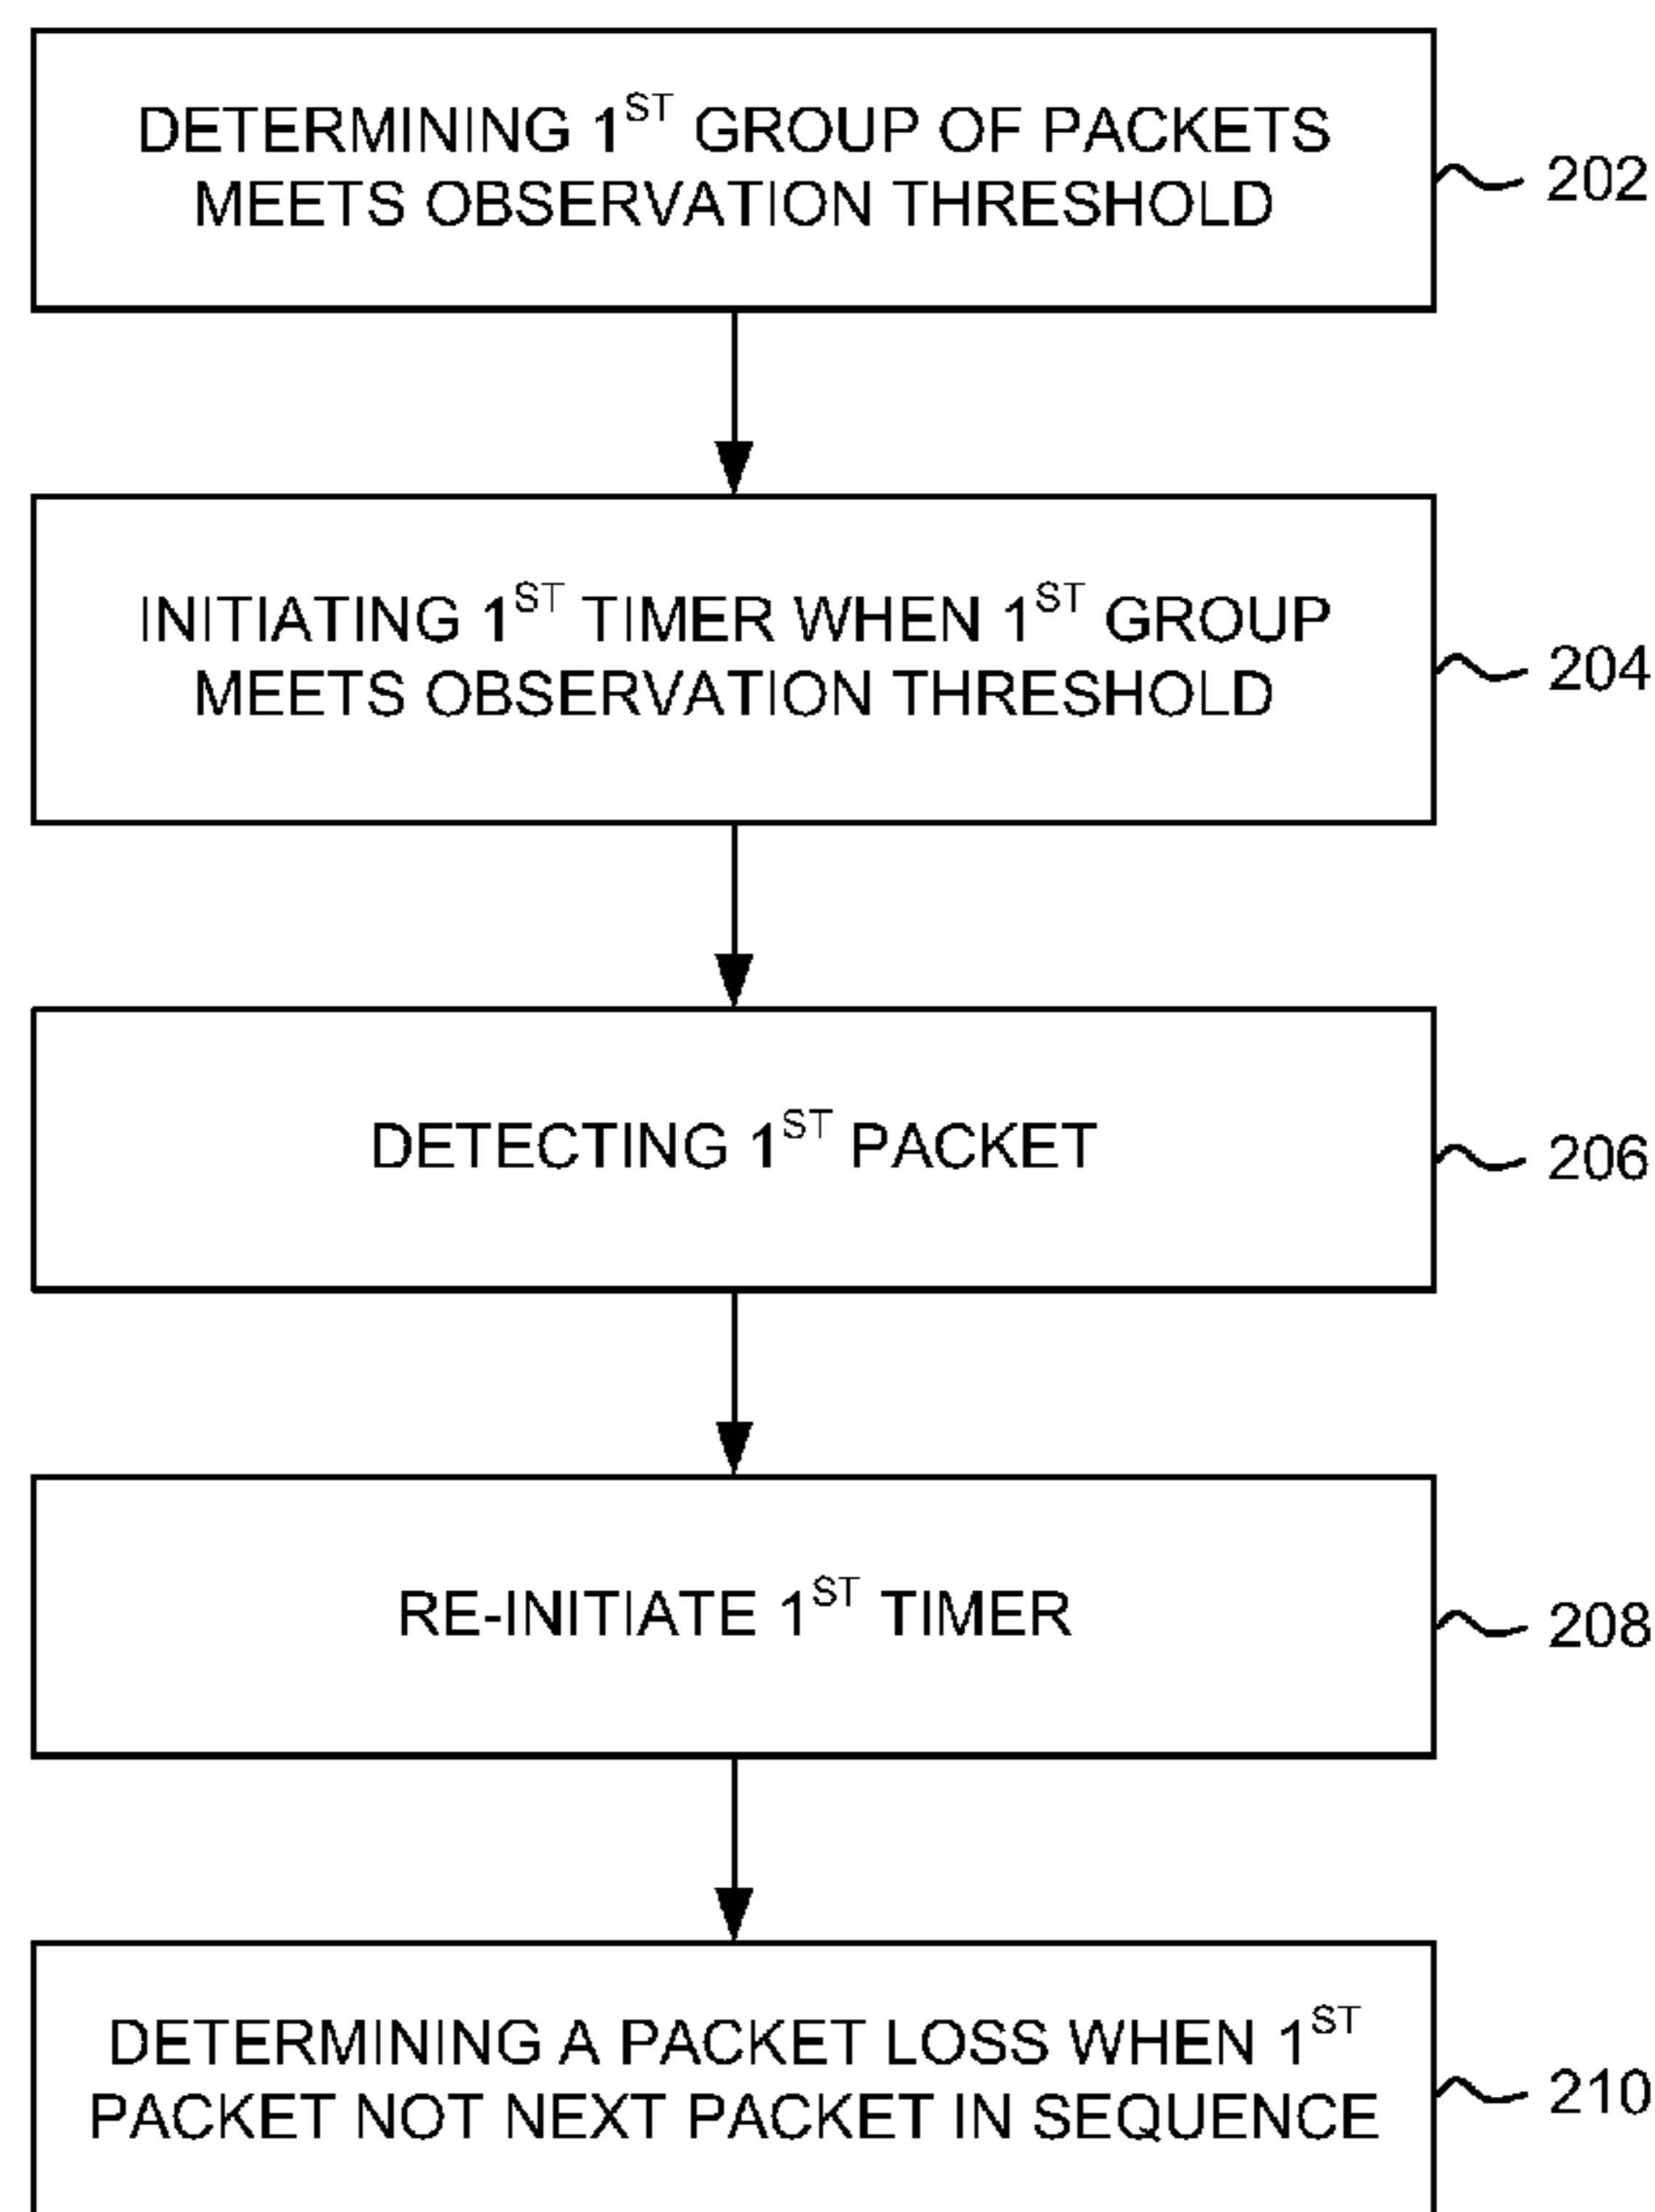 DETERMINING 1ST GROUP OF PACKETS
MEETS OBSERVATION THRESHOLD
202
INITIATING 1ST TIMER WHEN 1ST GROUP
MEETS OBSERVATION THRESHOLD
204
DETECTING 1ST PACKET
206
RE-INITIATE 1ST TIMER
208
DETERMINING A PACKET LOSS WHEN 1ST
PACKET NOT NEXT PACKET IN SEQUENCE
210